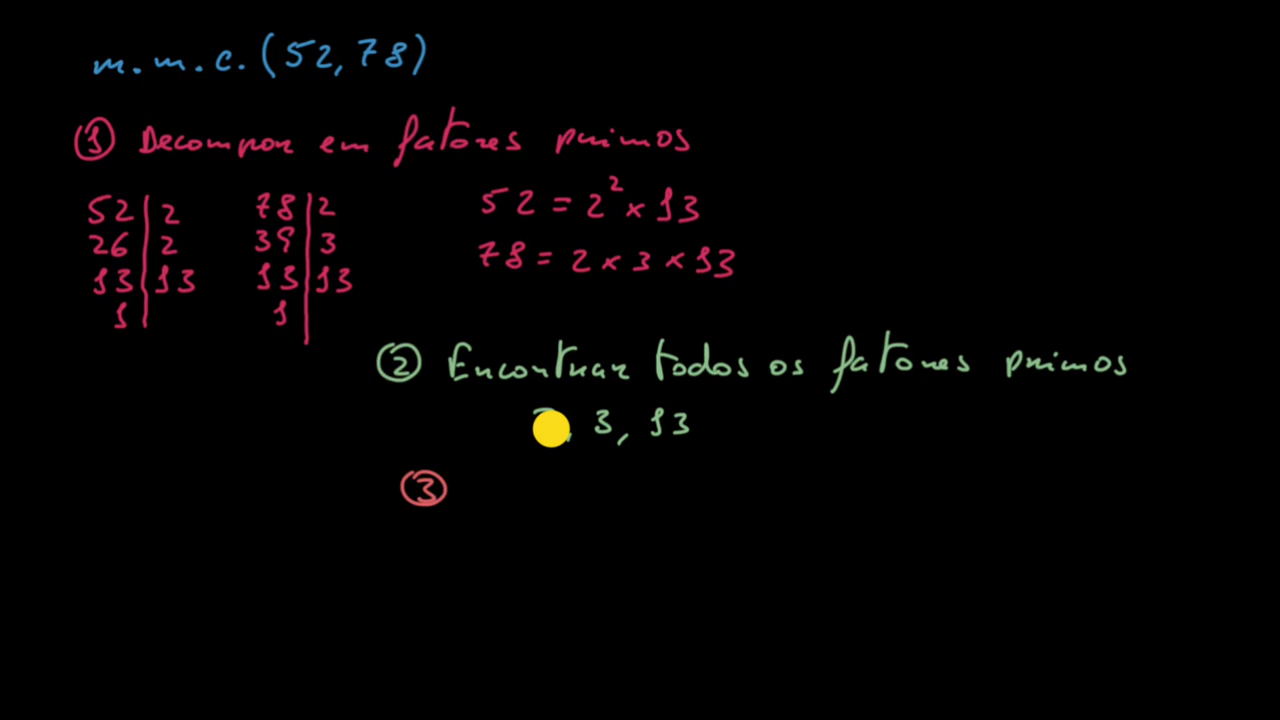 m.m.c.(52,78)
① Decompor em fatores primos
52 | 2
26 | 2
13 | 13
1 |
78 | 2
39 | 3
13 | 13
1 |
52 = 2² × 13
78 = 2 × 3 × 13
② Encontrar todos os fatores primos
, 3, 13
③